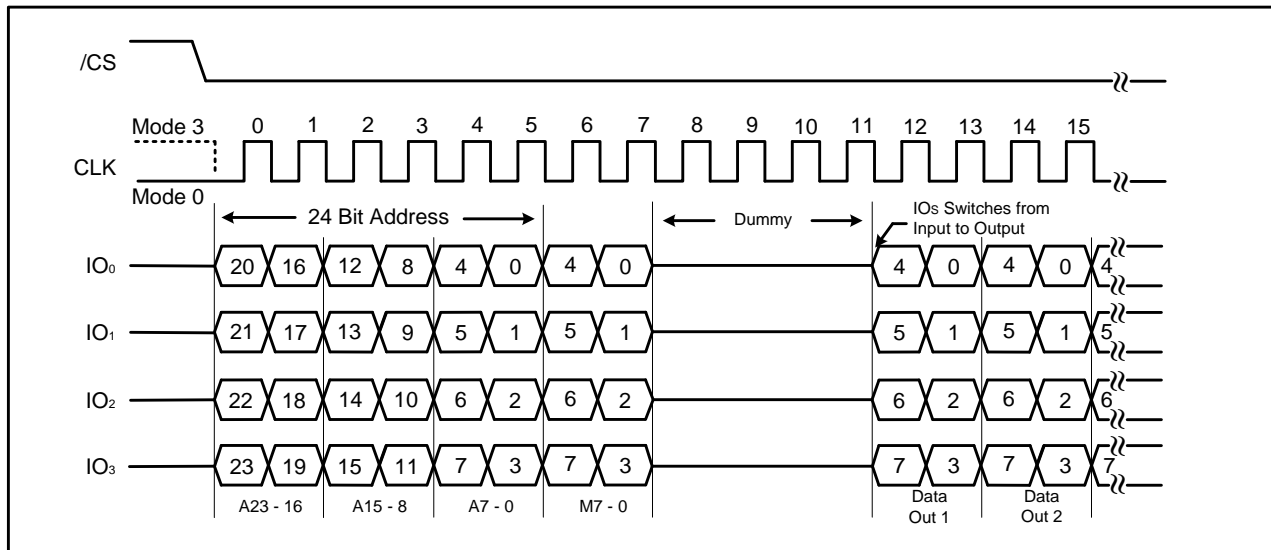 /CS
Mode 3 0 1 2 3 4 5 6 7 8 9 10 11 12 13 14 15
CLK
Mode 0
24 Bit Address Dummy IOs Switches from
Input to Output
IO₀ 20 16 12 8 4 0 4 0 4 0 4 0 4
IO₁ 21 17 13 9 5 1 5 1 5 1 5 1 5
IO₂ 22 18 14 10 6 2 6 2 6 2 6 2 6
IO₃ 23 19 15 11 7 3 7 3 7 3 7 3 7
A23 - 16 A15 - 8 A7 - 0 M7 - 0 Data Out 1 Data Out 2